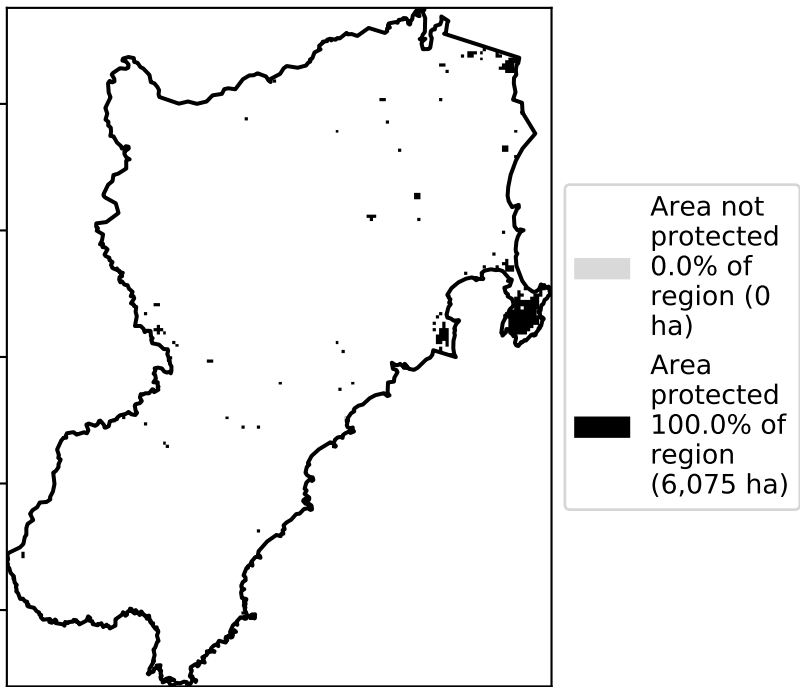 Area not
protected
0.0% of
region (0
ha)
Area
protected
100.0% of
region
(6,075 ha)